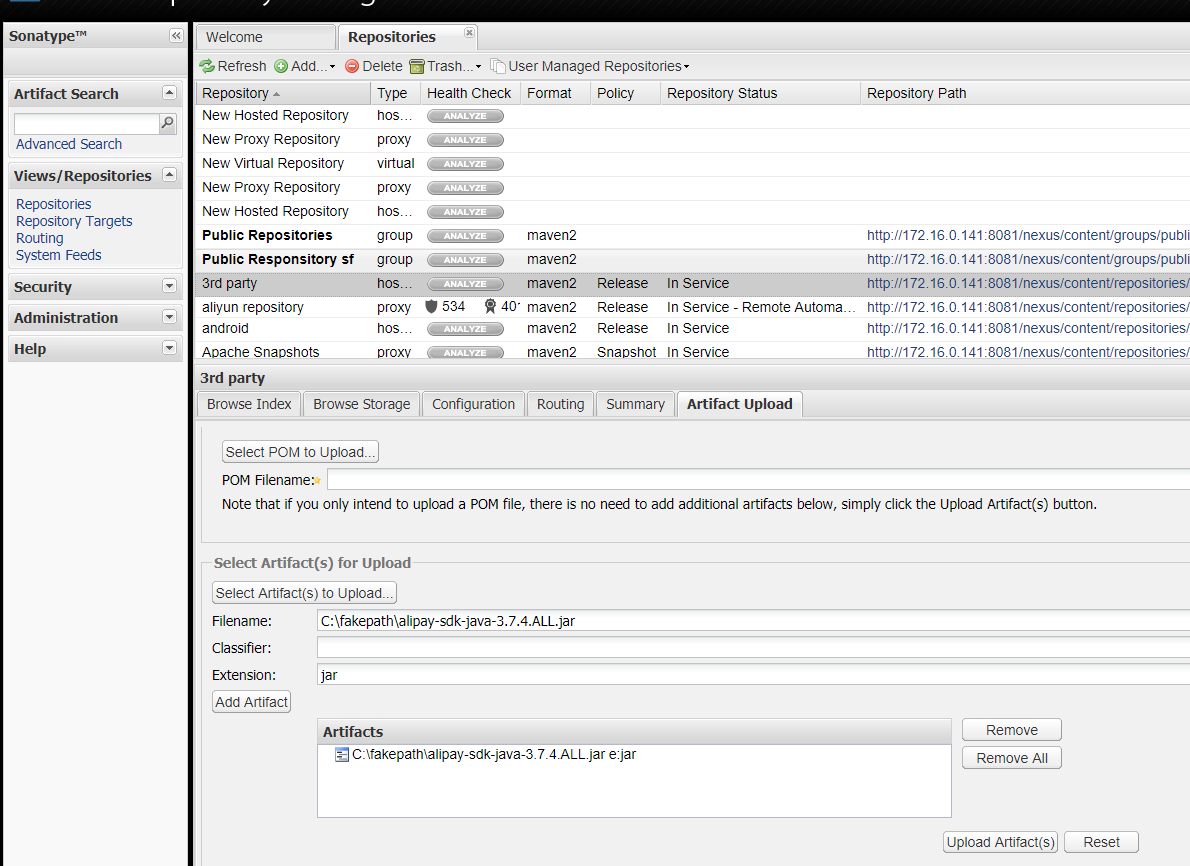 Sonatype™
Welcome
Repositories
Refresh Add... Delete Trash... User Managed Repositories
Artifact Search
Advanced Search
Views/Repositories
Repositories
Repository Targets
Routing
System Feeds
Security
Administration
Help
Repository Type Health Check Format Policy Repository Status Repository Path
New Hosted Repository hos... ANALYZE
New Proxy Repository proxy ANALYZE
New Virtual Repository virtual ANALYZE
New Proxy Repository proxy ANALYZE
New Hosted Repository hos... ANALYZE
Public Repositories group ANALYZE maven2 http://172.16.0.141:8081/nexus/content/groups/publi
Public Responsitory sf group ANALYZE maven2 http://172.16.0.141:8081/nexus/content/groups/publi
3rd party hos... ANALYZE maven2 Release In Service http://172.16.0.141:8081/nexus/content/repositories/
aliyun repository proxy 534 401 maven2 Release In Service - Remote Automa... http://172.16.0.141:8081/nexus/content/repositories/
android hos... ANALYZE maven2 Release In Service http://172.16.0.141:8081/nexus/content/repositories/
Apache Snapshots proxy ANALYZE maven2 Snapshot In Service http://172.16.0.141:8081/nexus/content/repositories/
3rd party
Browse Index Browse Storage Configuration Routing Summary Artifact Upload
Select POM to Upload...
POM Filename:
Note that if you only intend to upload a POM file, there is no need to add additional artifacts below, simply click the Upload Artifact(s) button.
Select Artifact(s) for Upload
Select Artifact(s) to Upload...
Filename: C:\fakepath\alipay-sdk-java-3.7.4.ALL.jar
Classifier:
Extension: jar
Add Artifact
Artifacts
C:\fakepath\alipay-sdk-java-3.7.4.ALL.jar e:jar
Remove
Remove All
Upload Artifact(s) Reset